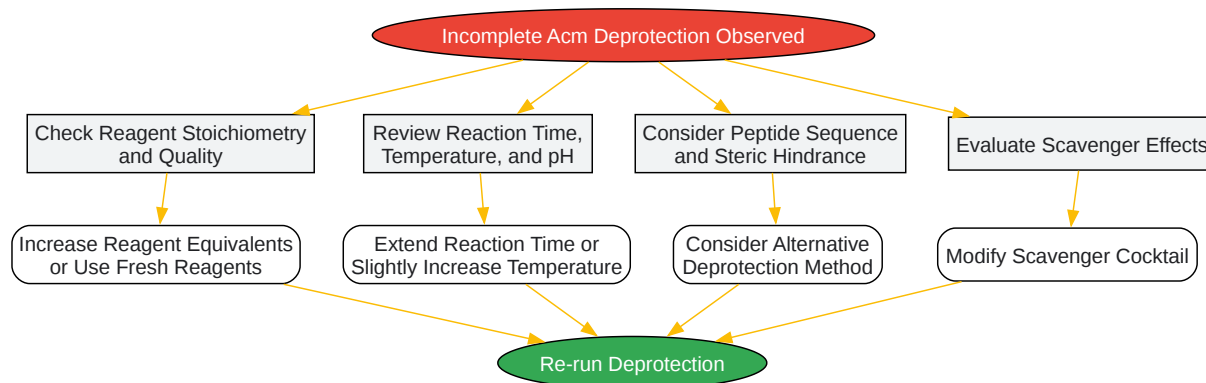 Incomplete Acm Deprotection Observed
Check Reagent Stoichiometry
and Quality
Review Reaction Time,
Temperature, and pH
Consider Peptide Sequence
and Steric Hindrance
Evaluate Scavenger Effects
Increase Reagent Equivalents
or Use Fresh Reagents
Extend Reaction Time or
Slightly Increase Temperature
Consider Alternative
Deprotection Method
Modify Scavenger Cocktail
Re-run Deprotection